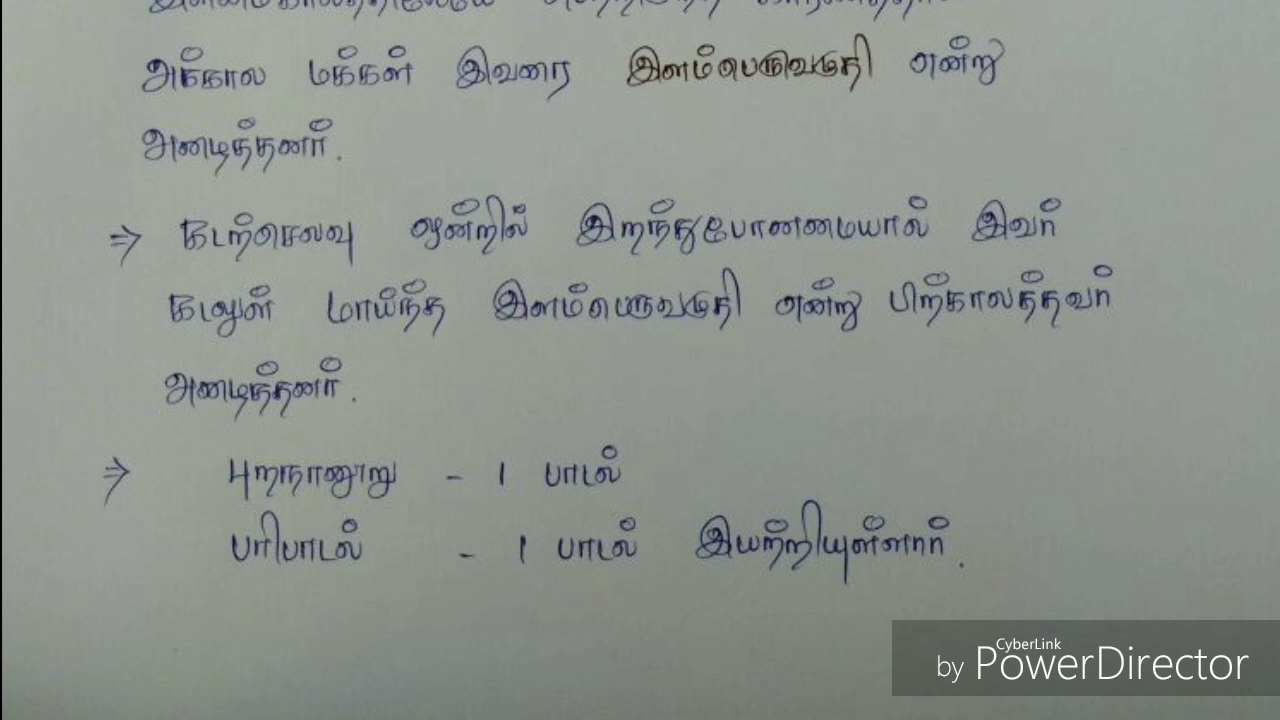 அக்கால மக்கள் இவரை இளம்பெருவழுதி என்று
அழைத்தனர்.
⇒ கடற்செலவு ஒன்றில் இறந்துபோனமையால் இவர்
கடலுள் மாய்ந்த இளம்பெருவழுதி என்று பிற்காலத்தவர்
அழைத்தனர்.
⇒ புறநானூறு - 1 பாடல்
பரிபாடல் - 1 பாடல் இயற்றியுள்ளார்.
CyberLink
by PowerDirector